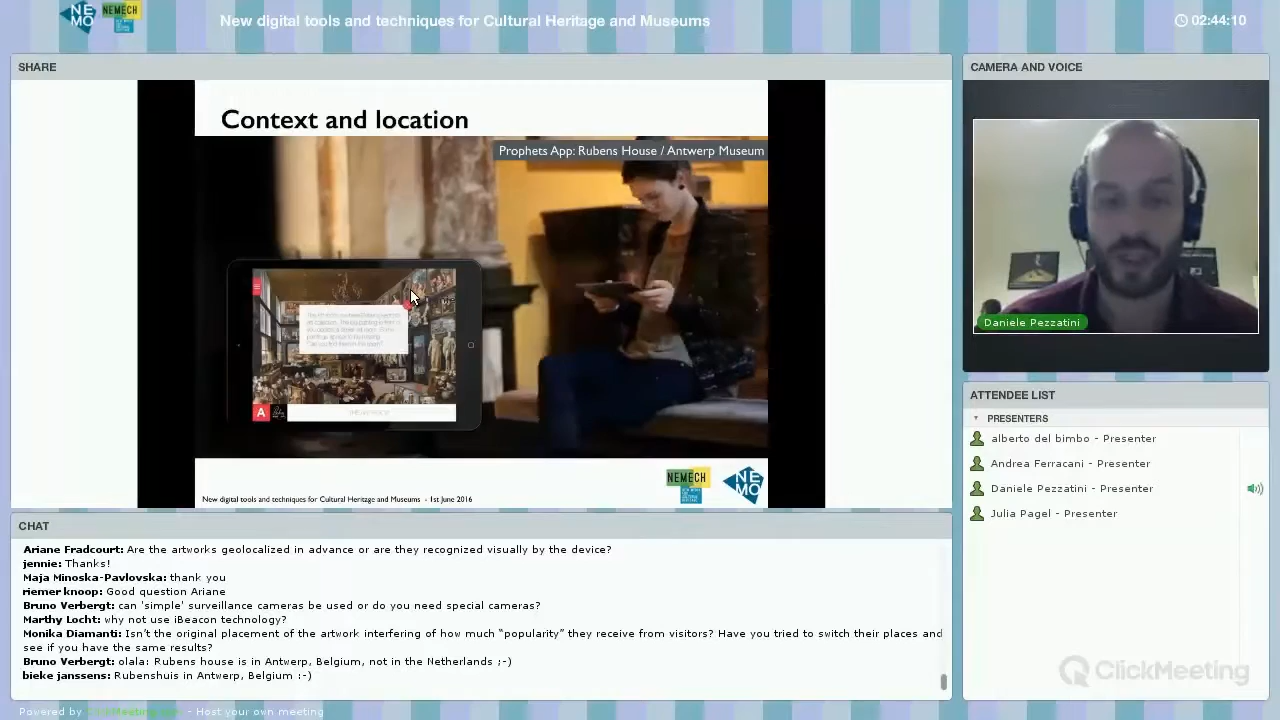 NE
MO
NEMECH
New digital tools and techniques for Cultural Heritage and Museums
02:44:10
SHARE
Context and location
Prophets App: Rubens House / Antwerp Museum
A
NEMECH
NE
MO
New digital tools and techniques for Cultural Heritage and Museums - 1st June 2016
CAMERA AND VOICE
Daniele Pezzatini
ATTENDEE LIST
PRESENTERS
alberto del bimbo - Presenter
Andrea Ferracani - Presenter
Daniele Pezzatini - Presenter
Julia Pagel - Presenter
CHAT
Ariane Fradcourt: Are the artworks geolocalized in advance or are they recognized visually by the device?
jennie: Thanks!
Maja Minoska-Pavlovska: thank you
riemer knoop: Good question Ariane
Bruno Verbergt: can 'simple' surveillance cameras be used or do you need special cameras?
Marthy Locht: why not use iBeacon technology?
Monika Diamanti: Isn't the original placement of the artwork interfering of how much "popularity" they receive from visitors? Have you tried to switch their places and
see if you have the same results?
Bruno Verbergt: olala: Rubens house is in Antwerp, Belgium, not in the Netherlands ;-)
bieke janssens: Rubenshuis in Antwerp, Belgium :-)
ClickMeeting
Powered by ClickMeeting.com - Host your own meeting